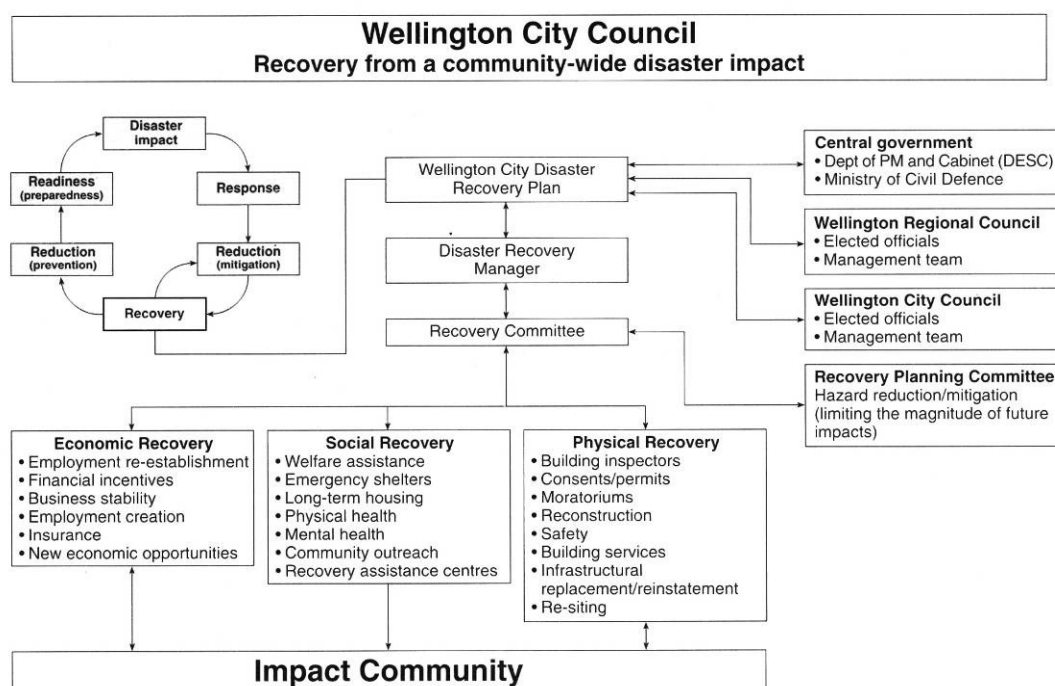 Wellington City Council
Recovery from a community-wide disaster impact
Disaster
impact
Readiness
(preparedness)
Response
Reduction
(prevention)
Reduction
(mitigation)
Recovery
Wellington City Disaster
Recovery Plan
Disaster Recovery
Manager
Recovery Committee
Central government
• Dept of PM and Cabinet (DESC)
• Ministry of Civil Defence
Wellington Regional Council
• Elected officials
• Management team
Wellington City Council
• Elected officials
• Management team
Recovery Planning Committee
Hazard reduction/mitigation
(limiting the magnitude of future
impacts)
Economic Recovery
• Employment re-establishment
• Financial incentives
• Business stability
• Employment creation
• Insurance
• New economic opportunities
Social Recovery
• Welfare assistance
• Emergency shelters
• Long-term housing
• Physical health
• Mental health
• Community outreach
• Recovery assistance centres
Physical Recovery
• Building inspectors
• Consents/permits
• Moratoriums
• Reconstruction
• Safety
• Building services
• Infrastructural
replacement/reinstatement
• Re-siting
Impact Community